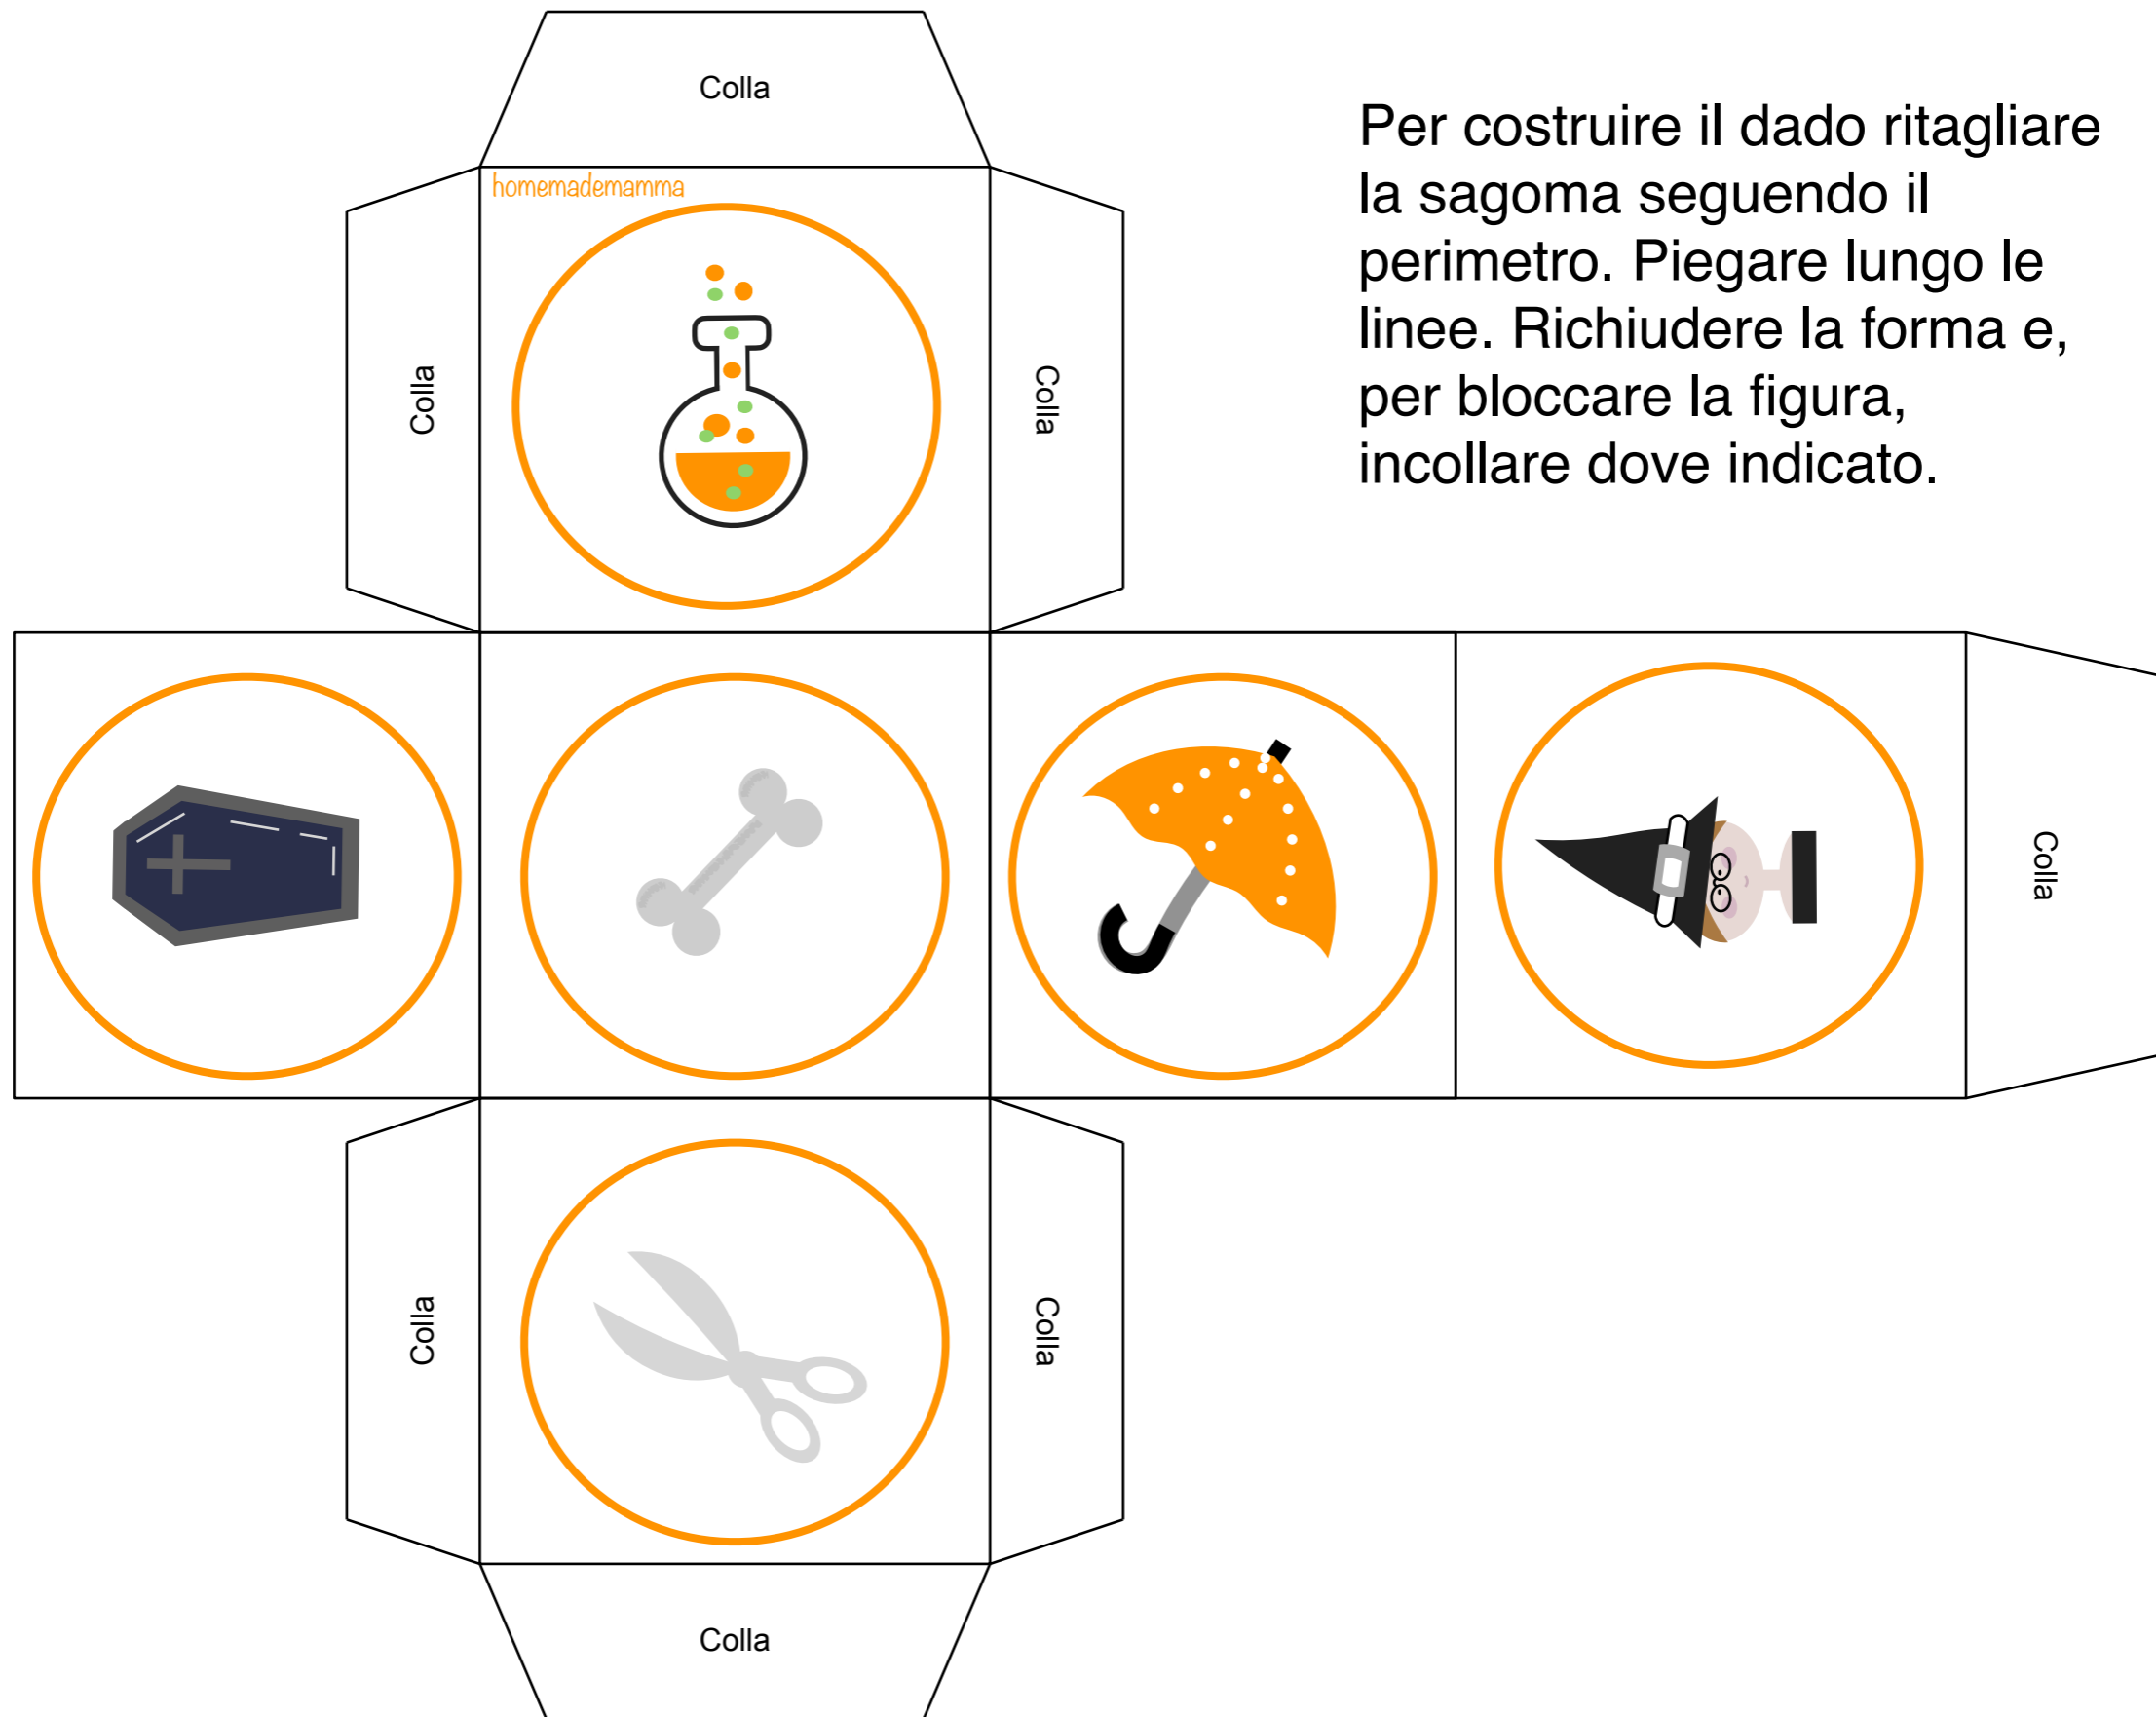 Colla
Per costruire il dado ritagliare
la sagoma seguendo il
perimetro. Piegare lungo le
linee. Richiudere la forma e,
per bloccare la figura,
incollare dove indicato.
homemademamma
Colla
Colla
Colla
Colla
Colla
Colla